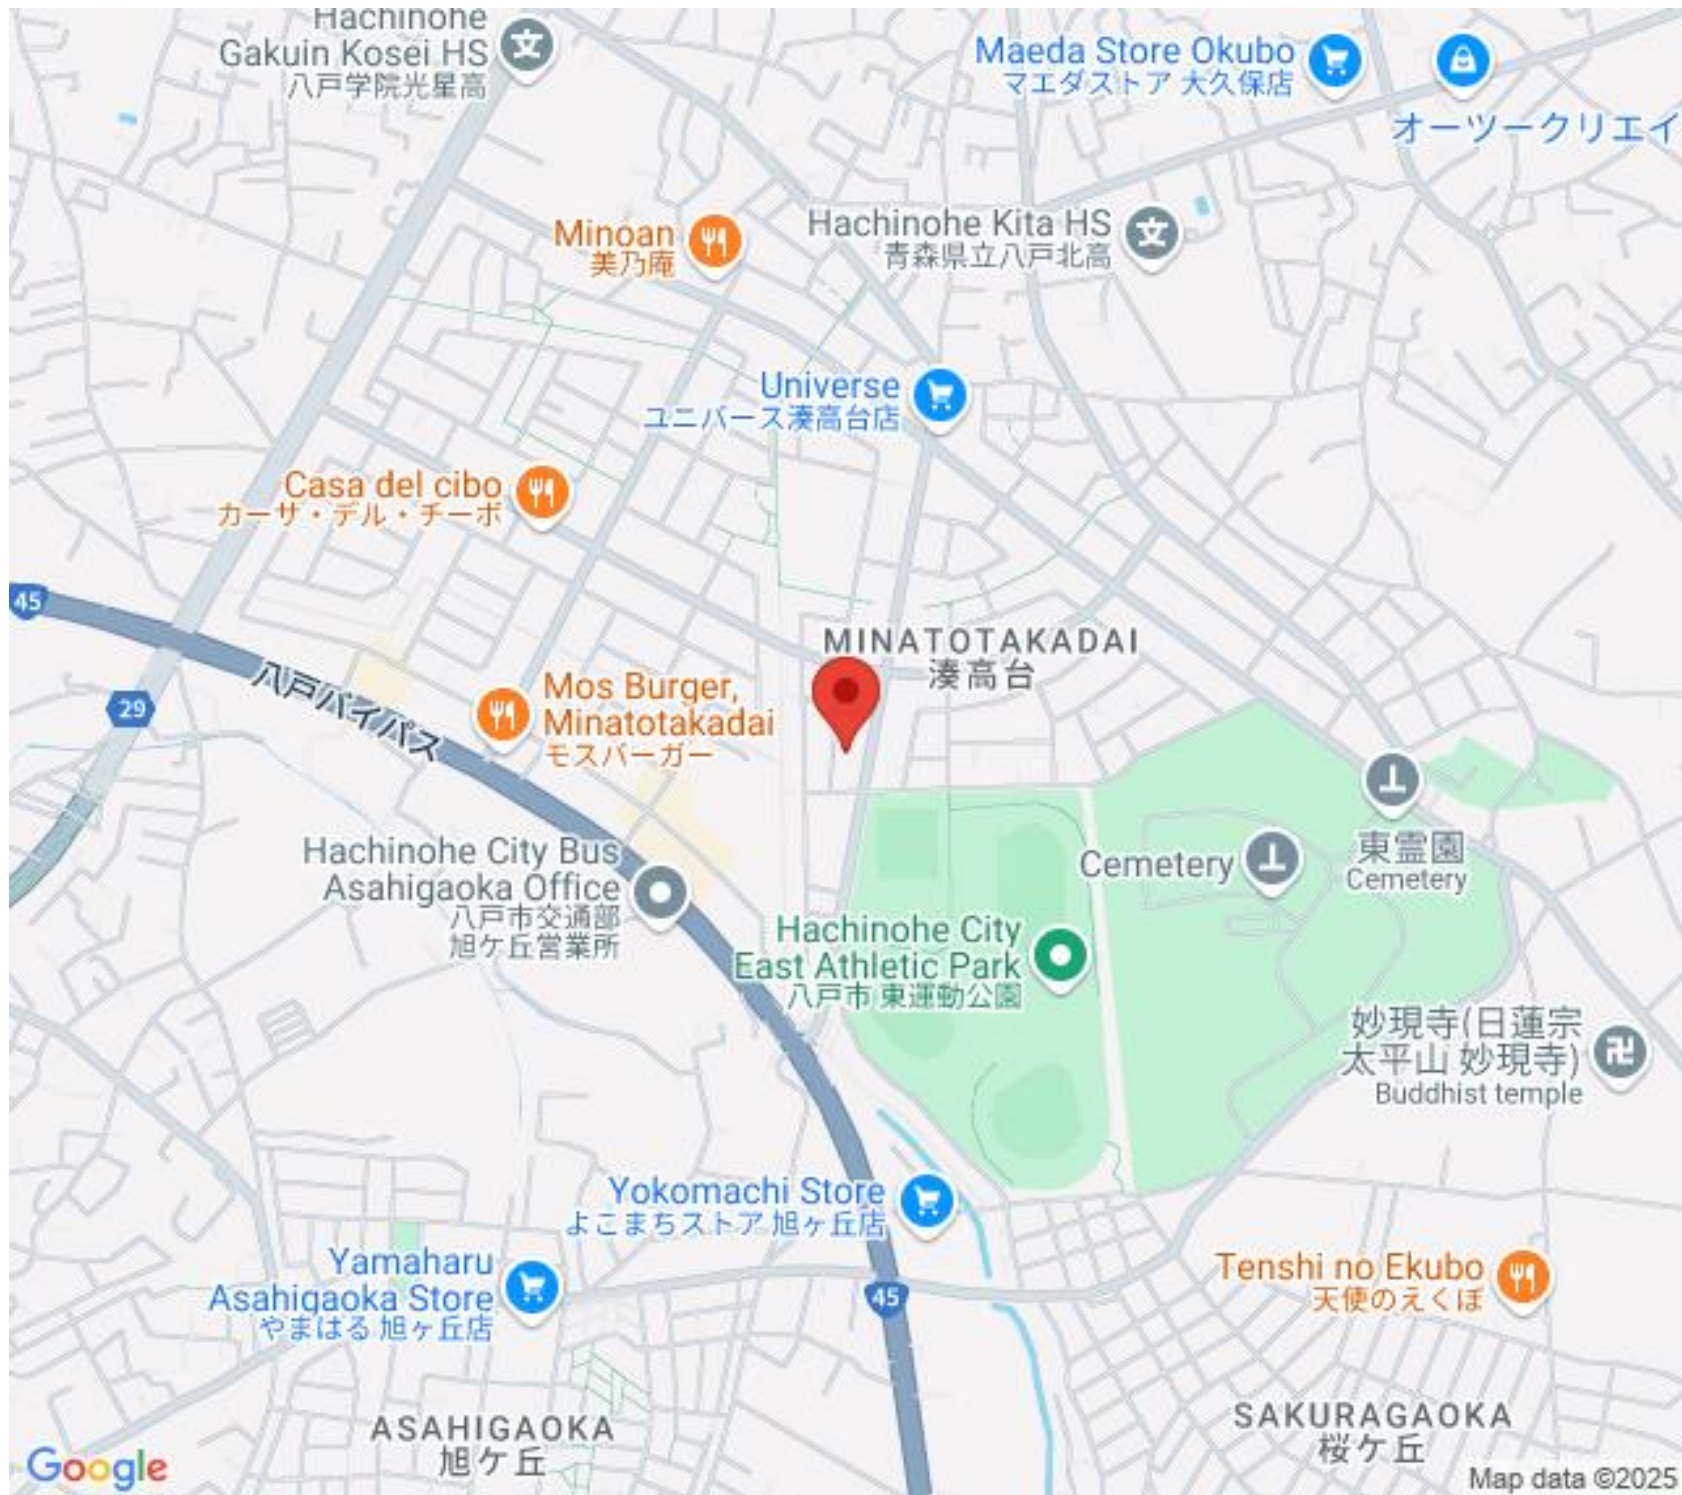 Hachinohe
Gakuin Kosei HS
八戸学院光星高
Maeda Store Okubo
マエダストア 大久保店
オーツークリエイ
Minoan
美乃庵
Hachinohe Kita HS
青森県立八戸北高
Universe
ユニバース湊高台店
Casa del cibo
カーサ・デル・チーボ
45
MINATOTAKADAI
湊高台
八戸バイパス
29
Mos Burger,
Minatotakadai
モスバーガー
Hachinohe City Bus
Asahigaoka Office
八戸市交通部
旭ケ丘営業所
Cemetery
東霊園
Cemetery
Hachinohe City
East Athletic Park
八戸市 東運動公園
妙現寺(日蓮宗
太平山 妙現寺)
Buddhist temple
Yokomachi Store
よこまちストア 旭ヶ丘店
Yamaharu
Asahigaoka Store
やまはる 旭ヶ丘店
45
Tenshi no Ekubo
天使のえくぼ
ASAHIGAOKA
旭ケ丘
SAKURAGAOKA
桜ケ丘
Google
Map data ©2025